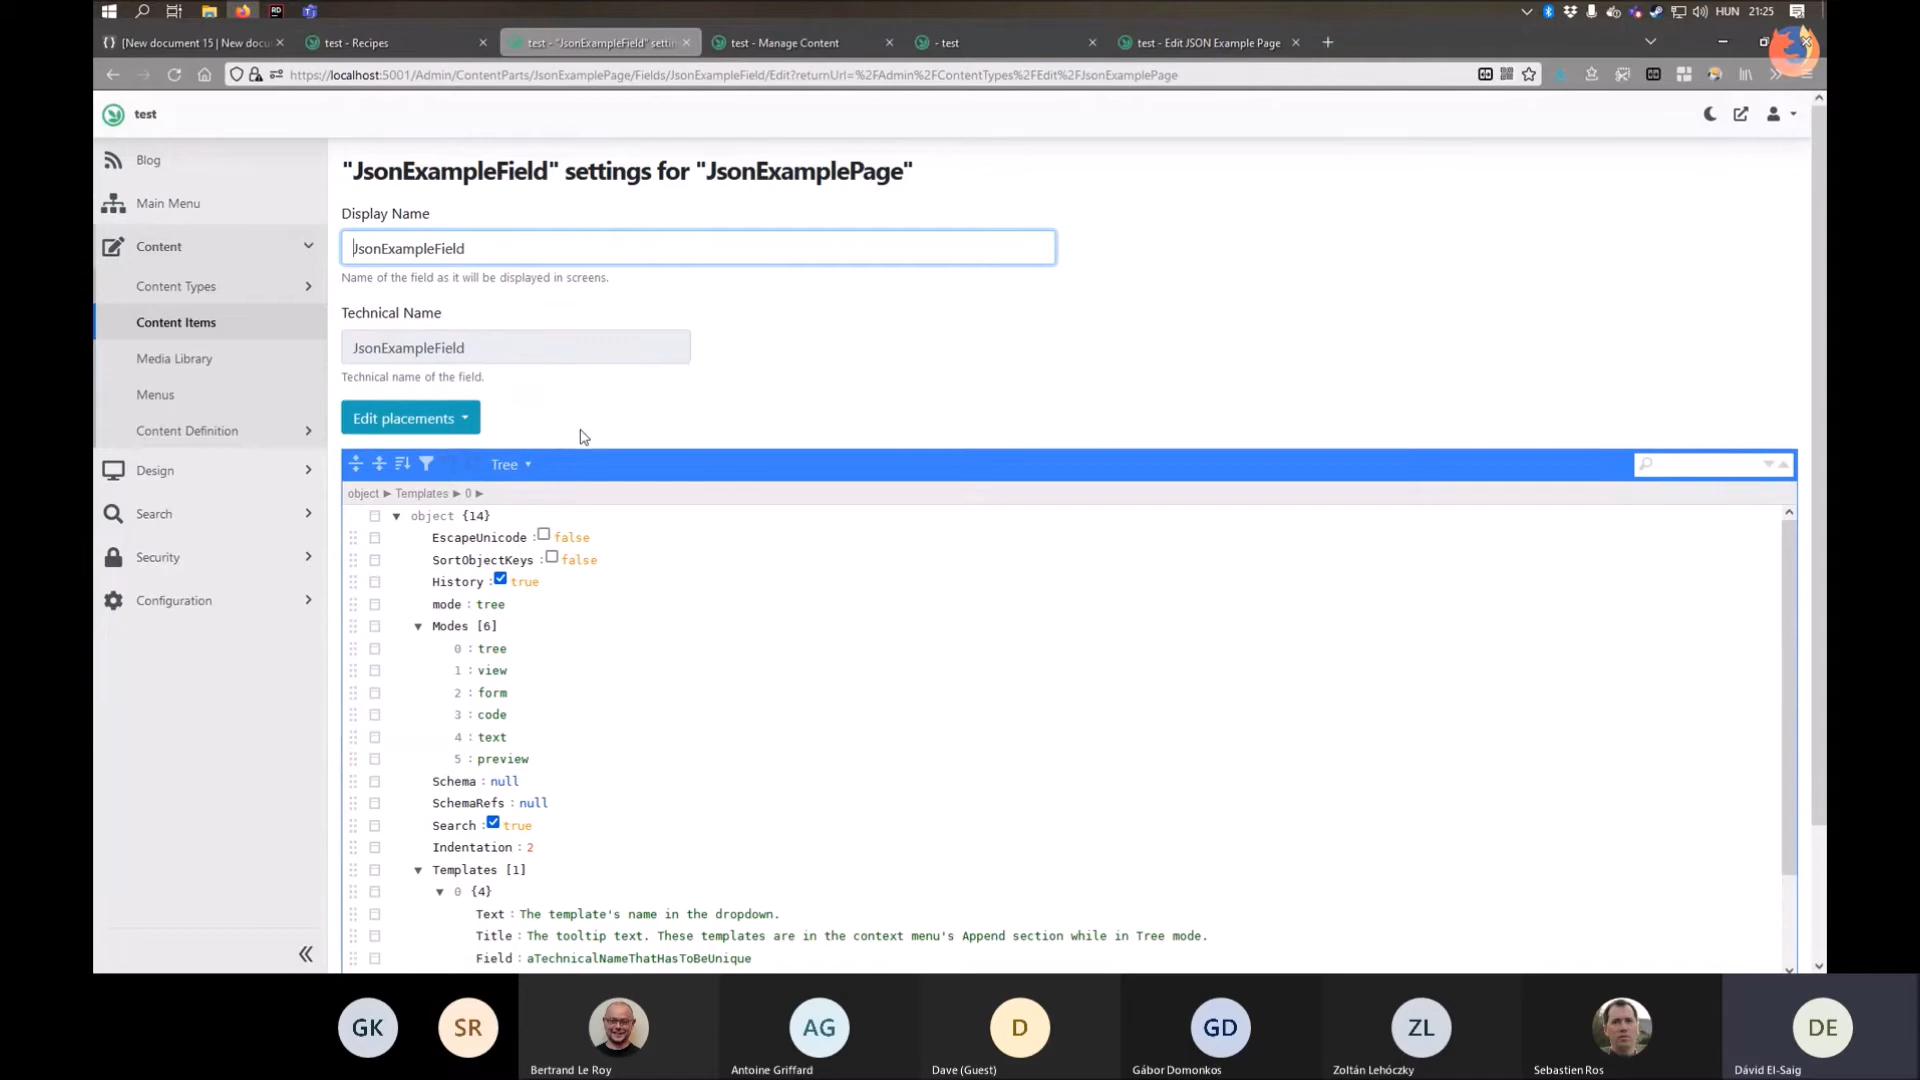 HUN 21:25
[New document 15 | New docu
test - Recipes
test - "JsonExampleField" settin
test - Manage Content
- test
test - Edit JSON Example Page
https://localhost:5001/Admin/ContentParts/JsonExamplePage/Fields/JsonExampleField/Edit?returnUrl=%2FAdmin%2FContentTypes%2FEdit%2FJsonExamplePage
test
Blog
Main Menu
Content
Content Types
Content Items
Media Library
Menus
Content Definition
Design
Search
Security
Configuration
"JsonExampleField" settings for "JsonExamplePage"
Display Name
JsonExampleField
Name of the field as it will be displayed in screens.
Technical Name
JsonExampleField
Technical name of the field.
Edit placements
Tree
object ► Templates ► 0 ►
object {14}
EscapeUnicode : false
SortObjectKeys : false
History : true
mode : tree
Modes [6]
0 : tree
1 : view
2 : form
3 : code
4 : text
5 : preview
Schema : null
SchemaRefs : null
Search : true
Indentation : 2
Templates [1]
0 {4}
Text : The template's name in the dropdown.
Title : The tooltip text. These templates are in the context menu's Append section while in Tree mode.
Field : aTechnicalNameThatHasToBeUnique
GK
SR
Bertrand Le Roy
AG
Antoine Griffard
D
Dave (Guest)
GD
Gábor Domonkos
ZL
Zoltán Lehóczky
Sebastien Ros
DE
Dávid El-Saig